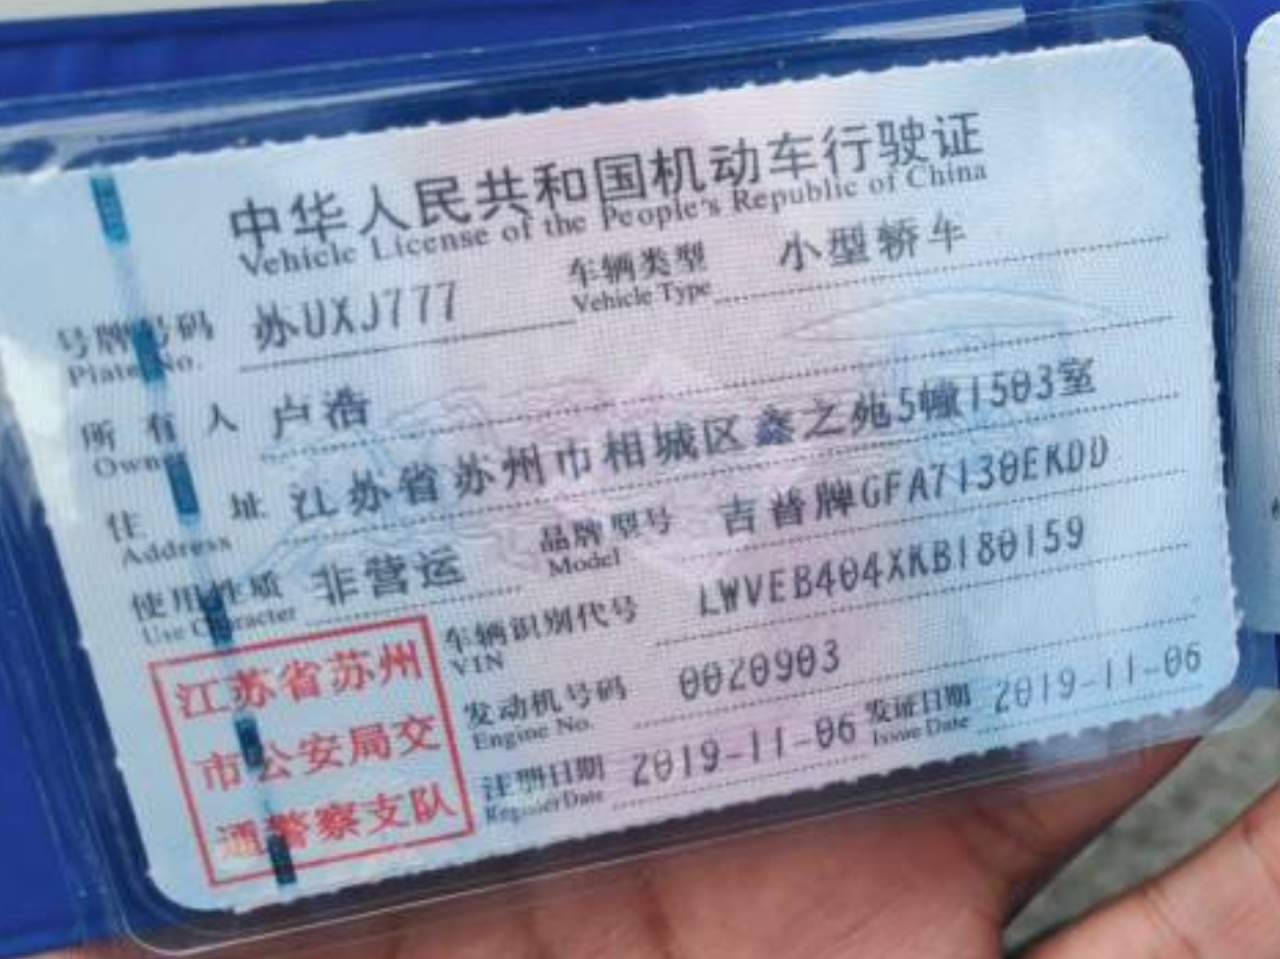 中华人民共和国机动车行驶证
Vehicle License of the People's Republic of China
号牌号码 苏UXJ777 车辆类型 小型轿车
Plate No. Vehicle Type
所有人 卢浩
Owner
住址 江苏省苏州市相城区鑫之苑5幢1503室
Address
使用性质 非营运 品牌型号 吉普牌GFA7130EKDD
Use Character Model
车辆识别代号 LWVEB404XKB180159
VIN
发动机号码 0020903
Engine No.
注册日期 2019-11-06 发证日期 2019-11-06
Register Date Issue Date
江苏省苏州
市公安局交
通警察支队